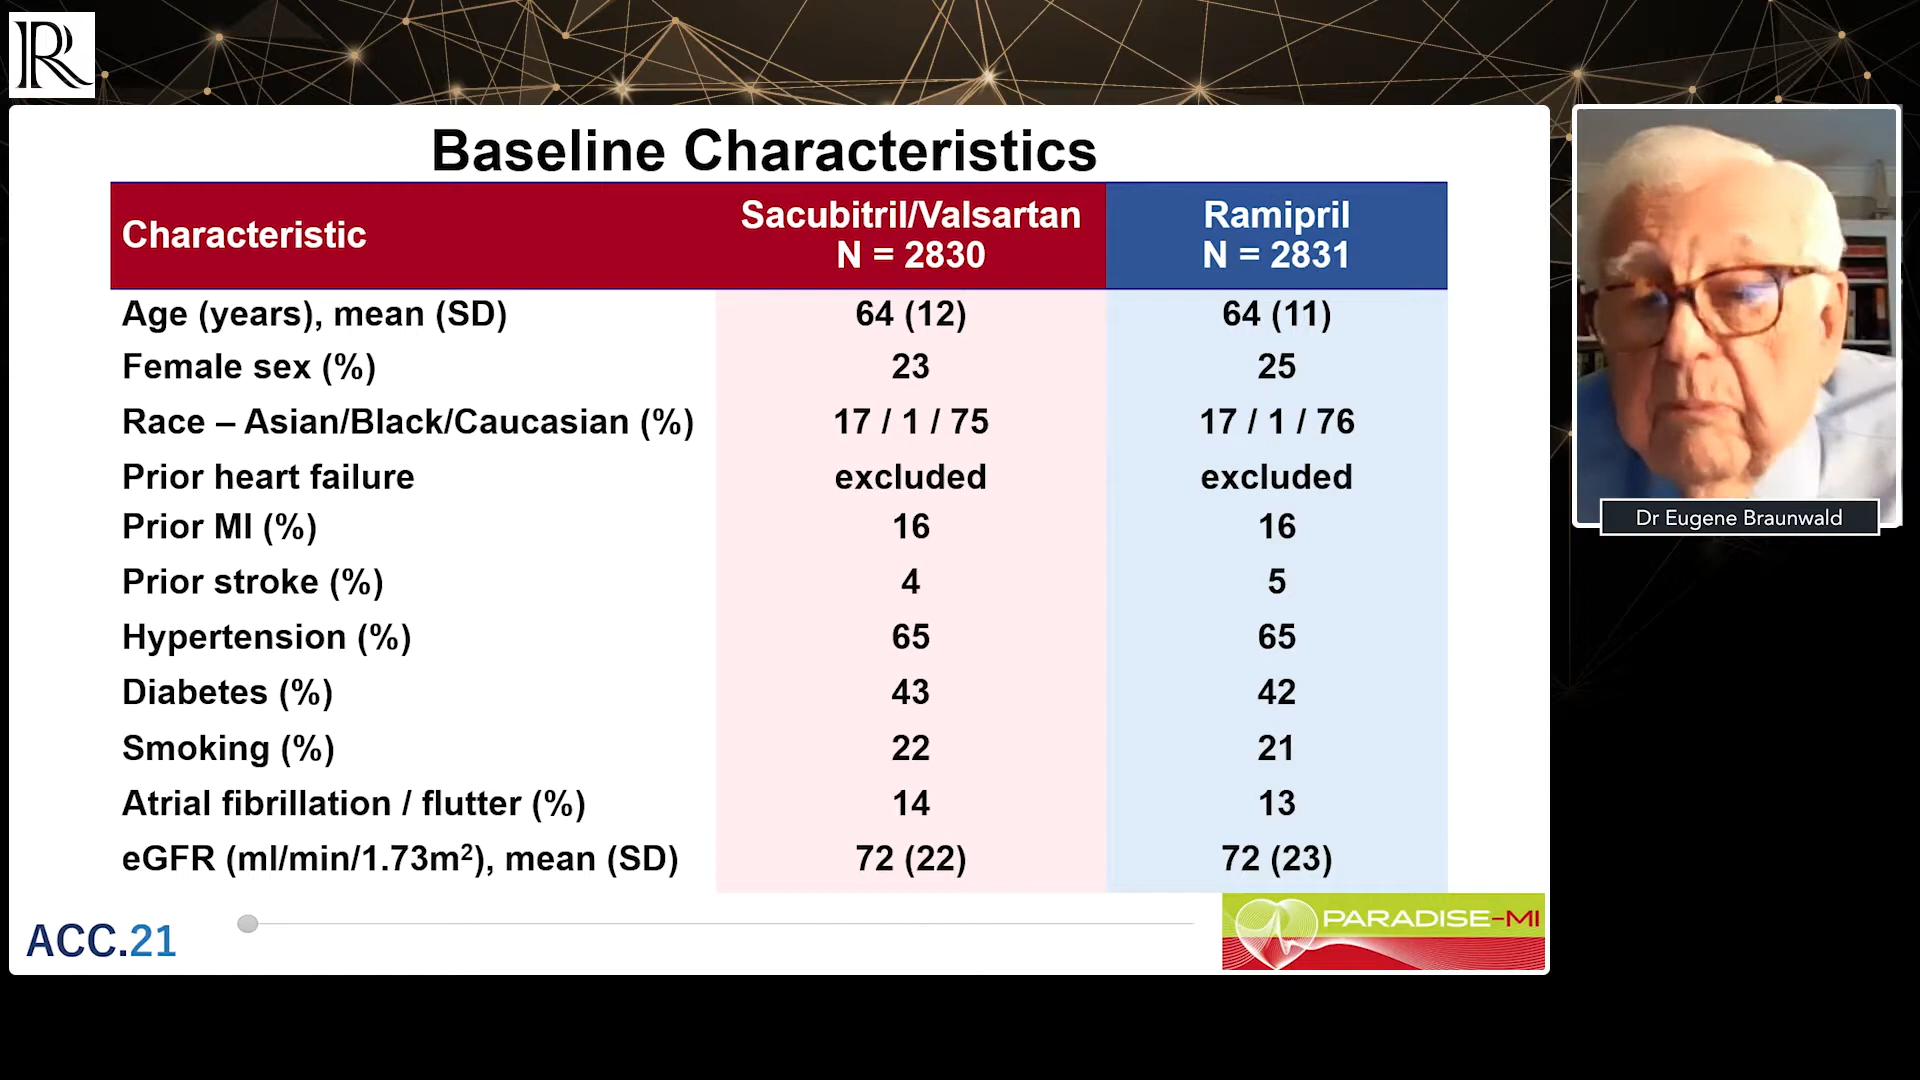 R
Baseline Characteristics
Characteristic Sacubitril/Valsartan N = 2830 Ramipril N = 2831
Age (years), mean (SD) 64 (12) 64 (11)
Female sex (%) 23 25
Race – Asian/Black/Caucasian (%) 17 / 1 / 75 17 / 1 / 76
Prior heart failure excluded excluded
Prior MI (%) 16 16
Prior stroke (%) 4 5
Hypertension (%) 65 65
Diabetes (%) 43 42
Smoking (%) 22 21
Atrial fibrillation / flutter (%) 14 13
eGFR (ml/min/1.73m²), mean (SD) 72 (22) 72 (23)
ACC.21
PARADISE-MI
Dr Eugene Braunwald